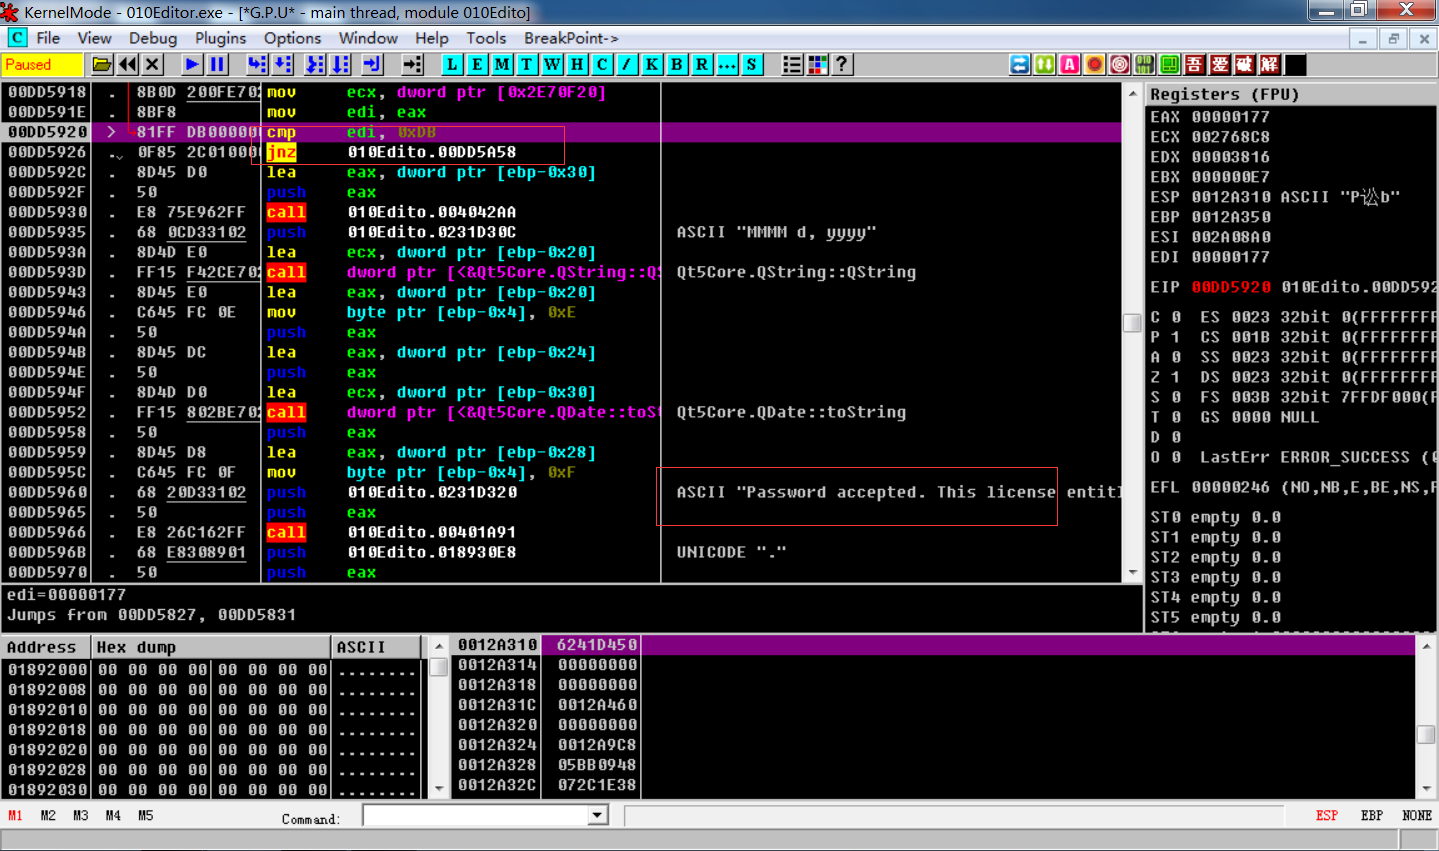 KernelMode - 010Editor.exe - [*G.P.U* - main thread, module 010Edito]
C File View Debug Plugins Options Window Help Tools BreakPoint->
Paused L E M T W H C / K B R ... S ? A 吾 爱 破 解
00DD5918 . 8B0D 200FE702 mov ecx, dword ptr [0x2E70F20]
00DD591E . 8BF8 mov edi, eax
00DD5920 > 81FF DB00000 cmp edi, 0xDB
00DD5926 . 0F85 2C01000 jnz 010Edito.00DD5A58
00DD592C . 8D45 D0 lea eax, dword ptr [ebp-0x30]
00DD592F . 50 push eax
00DD5930 . E8 75E962FF call 010Edito.004042AA
00DD5935 . 68 0CD33102 push 010Edito.0231D30C ASCII "MMMM d, yyyy"
00DD593A . 8D4D E0 lea ecx, dword ptr [ebp-0x20]
00DD593D . FF15 F42CE702 call dword ptr [<&Qt5Core.QString::QS Qt5Core.QString::QString
00DD5943 . 8D45 E0 lea eax, dword ptr [ebp-0x20]
00DD5946 . C645 FC 0E mov byte ptr [ebp-0x4], 0xE
00DD594A . 50 push eax
00DD594B . 8D45 DC lea eax, dword ptr [ebp-0x24]
00DD594E . 50 push eax
00DD594F . 8D4D D0 lea ecx, dword ptr [ebp-0x30]
00DD5952 . FF15 802BE702 call dword ptr [<&Qt5Core.QDate::toSt Qt5Core.QDate::toString
00DD5958 . 50 push eax
00DD5959 . 8D45 D8 lea eax, dword ptr [ebp-0x28]
00DD595C . C645 FC 0F mov byte ptr [ebp-0x4], 0xF
00DD5960 . 68 20D33102 push 010Edito.0231D320 ASCII "Password accepted. This license entitl
00DD5965 . 50 push eax
00DD5966 . E8 26C162FF call 010Edito.00401A91
00DD596B . 68 E8308901 push 010Edito.018930E8 UNICODE "."
00DD5970 . 50 push eax
edi=00000177
Jumps from 00DD5827, 00DD5831
Registers (FPU)
EAX 00000177
ECX 002768C8
EDX 00003816
EBX 000000E7
ESP 0012A310 ASCII "P讼b"
EBP 0012A350
ESI 002A08A0
EDI 00000177
EIP 00DD5920 010Edito.00DD592
C 0 ES 0023 32bit 0(FFFFFFFF
P 1 CS 001B 32bit 0(FFFFFFFF
A 0 SS 0023 32bit 0(FFFFFFFF
Z 1 DS 0023 32bit 0(FFFFFFFF
S 0 FS 003B 32bit 7FFDF000(F
T 0 GS 0000 NULL
D 0
O 0 LastErr ERROR_SUCCESS (0
EFL 00000246 (NO,NB,E,BE,NS,P
ST0 empty 0.0
ST1 empty 0.0
ST2 empty 0.0
ST3 empty 0.0
ST4 empty 0.0
ST5 empty 0.0
Address Hex dump ASCII
01892000 00 00 00 00 00 00 00 00 ........
01892008 00 00 00 00 00 00 00 00 ........
01892010 00 00 00 00 00 00 00 00 ........
01892018 00 00 00 00 00 00 00 00 ........
01892020 00 00 00 00 00 00 00 00 ........
01892028 00 00 00 00 00 00 00 00 ........
01892030 00 00 00 00 00 00 00 00 ........
0012A310 6241D450
0012A314 00000000
0012A318 00000000
0012A31C 0012A460
0012A320 00000000
0012A324 0012A9C8
0012A328 05BB0948
0012A32C 072C1E38
M1 M2 M3 M4 M5 Command: ESP EBP NONE